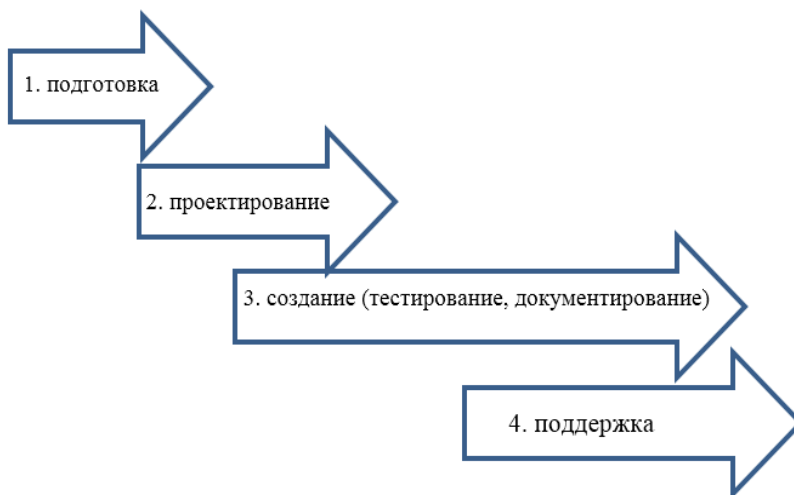 1. подготовка
2. проектирование
3. создание (тестирование, документирование)
4. поддержка